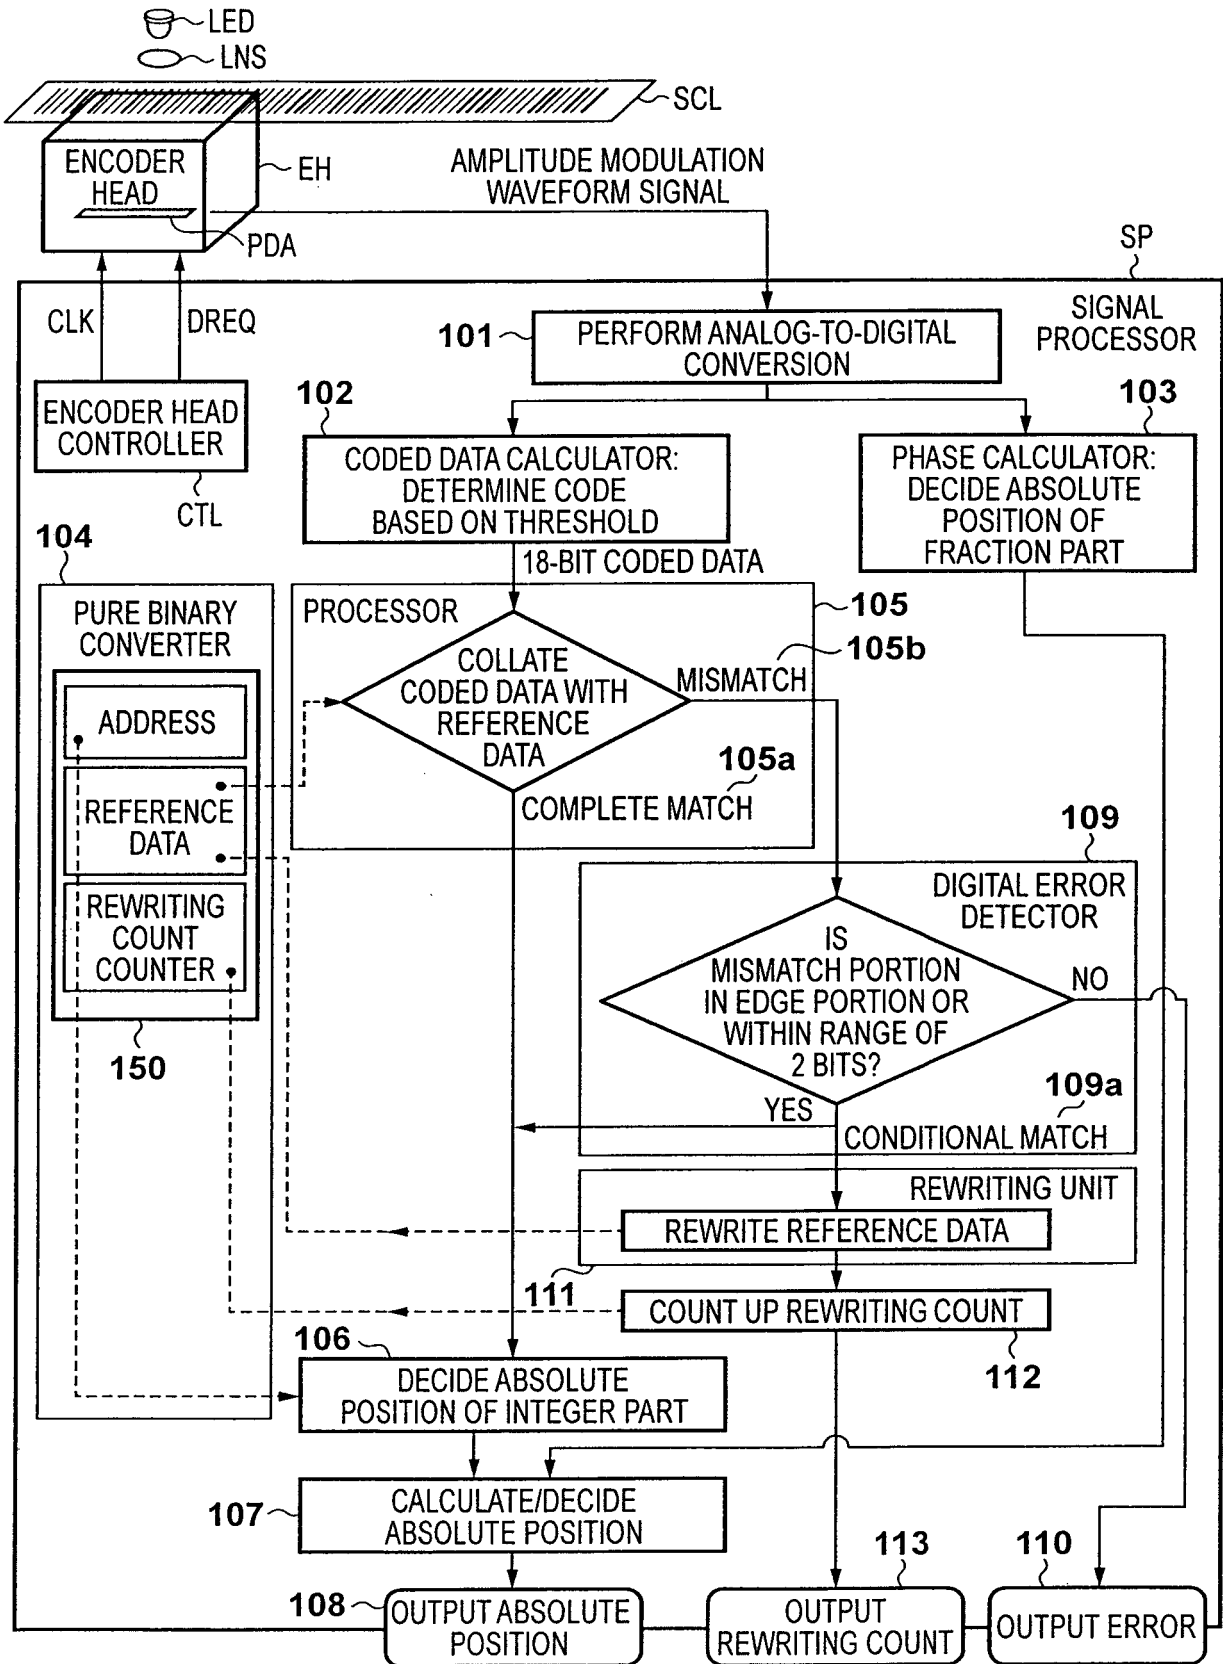 LED
LNS
SCL
ENCODER
HEAD
EH
PDA
AMPLITUDE MODULATION
WAVEFORM SIGNAL
SP
SIGNAL
PROCESSOR
CLK
DREQ
101
PERFORM ANALOG-TO-DIGITAL
CONVERSION
ENCODER HEAD
CONTROLLER
CTL
102
CODED DATA CALCULATOR:
DETERMINE CODE
BASED ON THRESHOLD
103
PHASE CALCULATOR:
DECIDE ABSOLUTE
POSITION OF
FRACTION PART
18-BIT CODED DATA
104
PURE BINARY
CONVERTER
ADDRESS
REFERENCE
DATA
REWRITING
COUNT
COUNTER
150
PROCESSOR
105
COLLATE
CODED DATA WITH
REFERENCE
DATA
105b
MISMATCH
105a
COMPLETE MATCH
109
DIGITAL ERROR
DETECTOR
IS
MISMATCH PORTION
IN EDGE PORTION OR
WITHIN RANGE OF
2 BITS?
NO
YES
109a
CONDITIONAL MATCH
REWRITING UNIT
REWRITE REFERENCE DATA
111
COUNT UP REWRITING COUNT
112
106
DECIDE ABSOLUTE
POSITION OF INTEGER PART
107
CALCULATE/DECIDE
ABSOLUTE POSITION
108
OUTPUT ABSOLUTE
POSITION
113
OUTPUT
REWRITING COUNT
110
OUTPUT ERROR